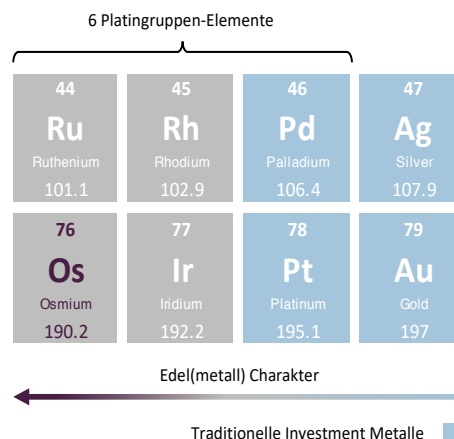 6 Platingruppen-Elemente
44 45 46 47
Ru Rh Pd Ag
Ruthenium Rhodium Palladium Silver
101.1 102.9 106.4 107.9
76 77 78 79
Os Ir Pt Au
Osmium Iridium Platinum Gold
190.2 192.2 195.1 197
Edel(metall) Charakter
Traditionelle Investment Metalle